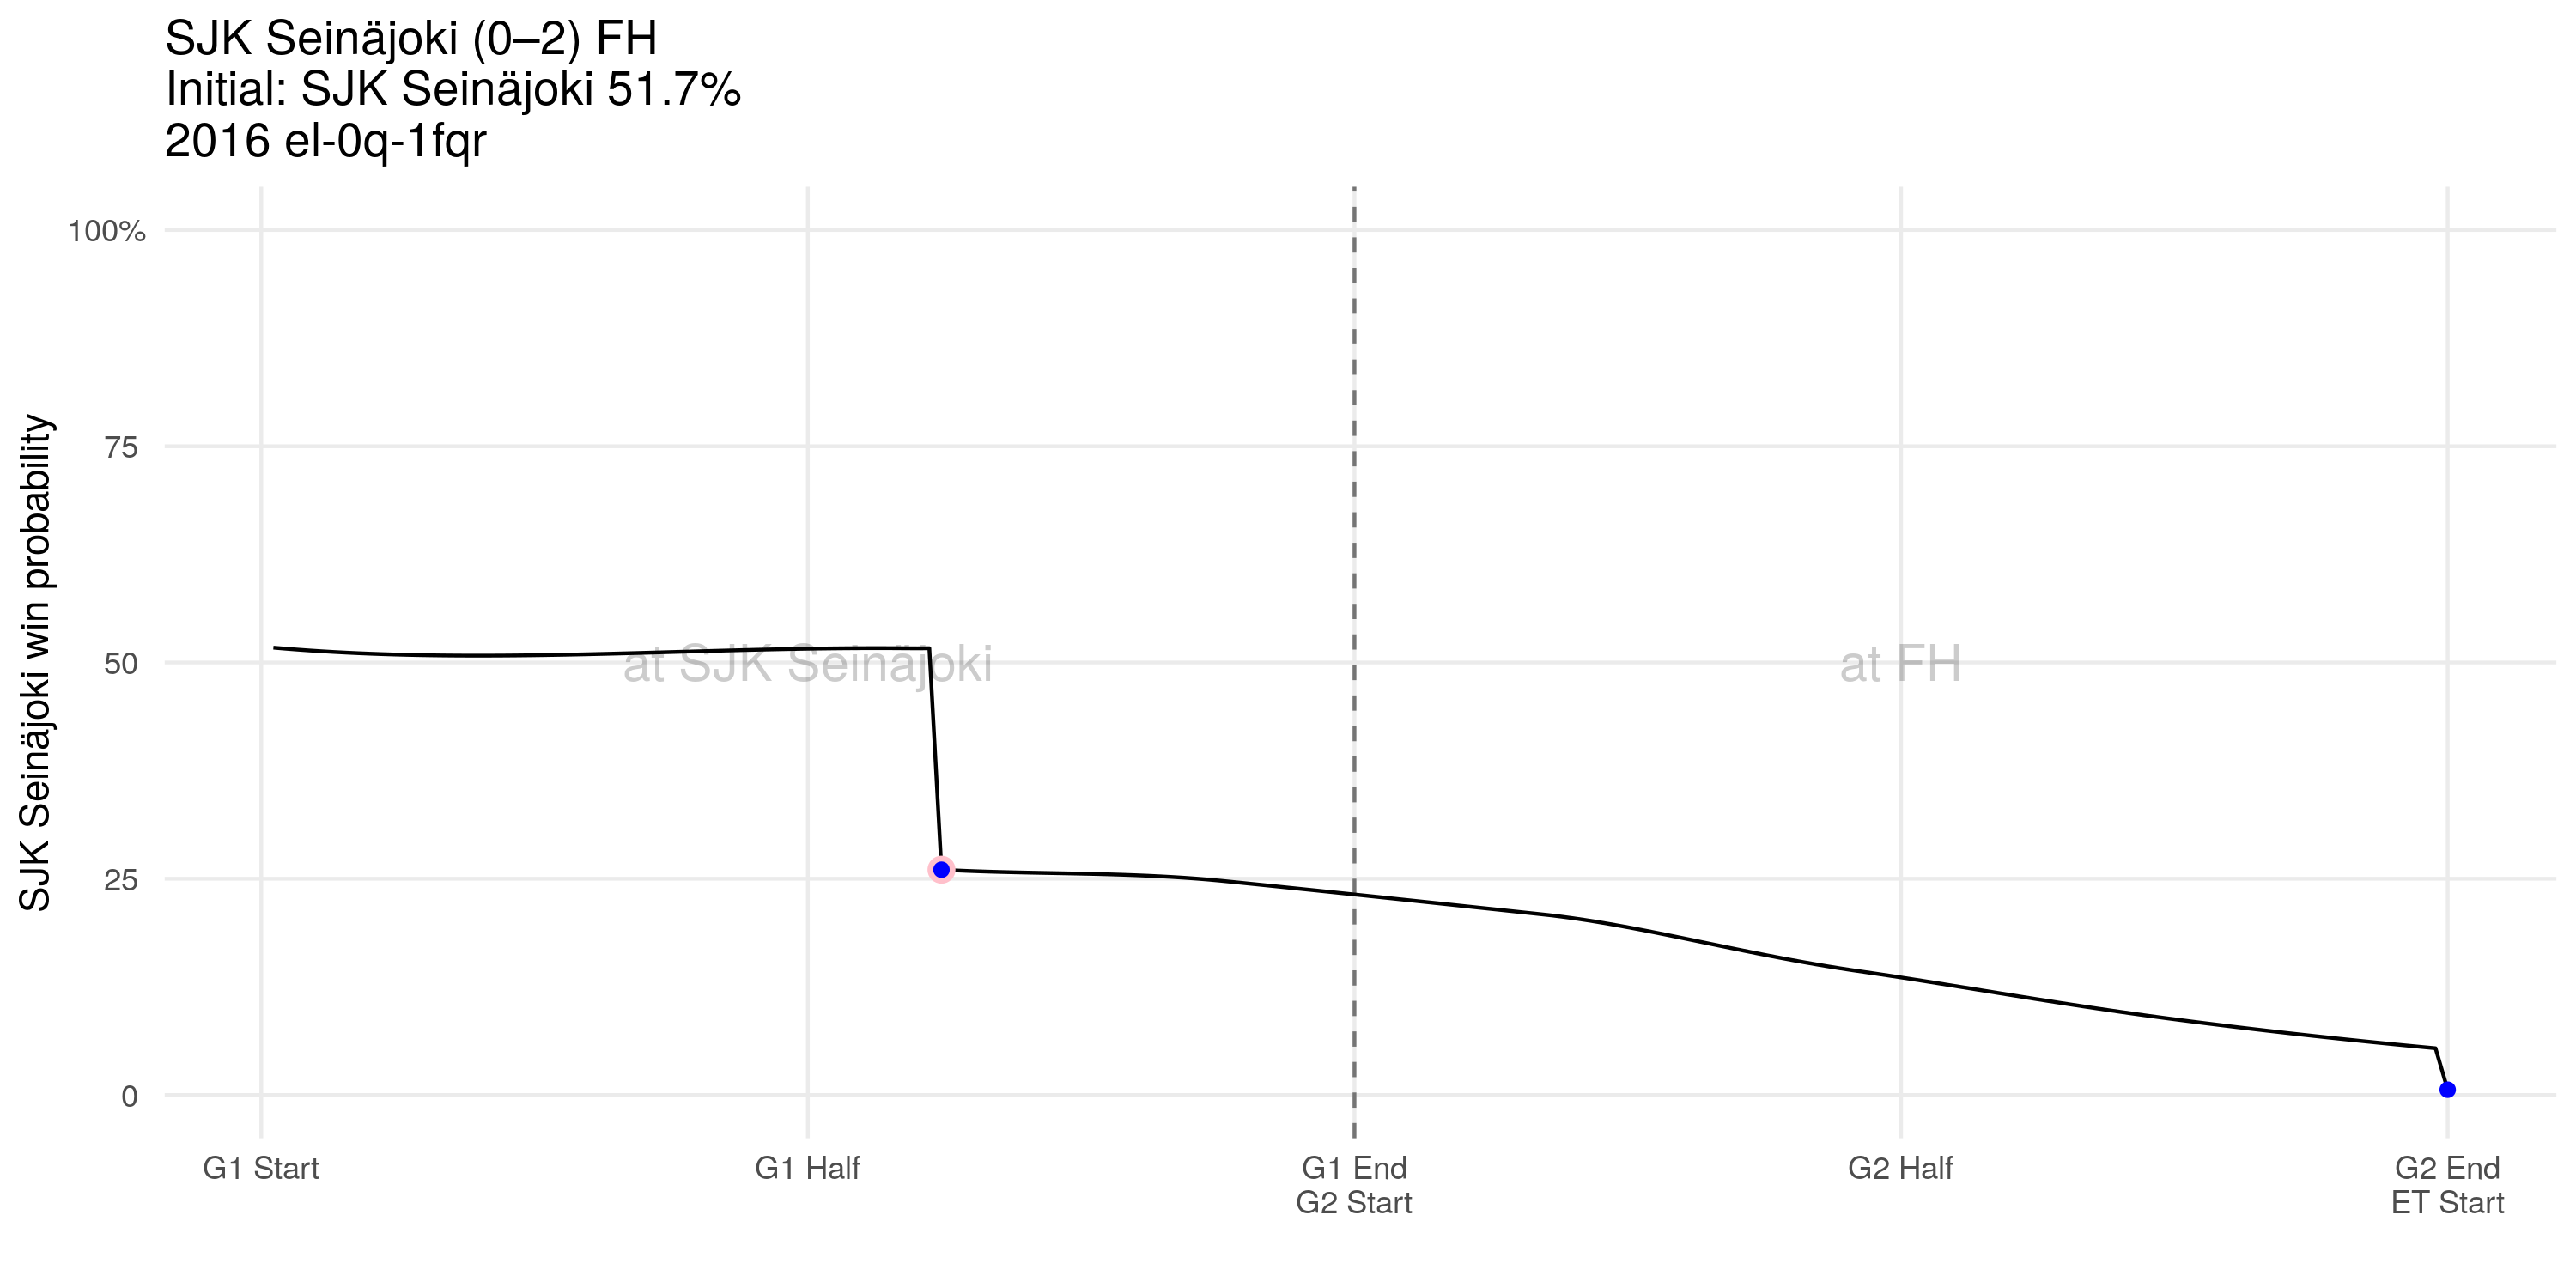 SJK Seinäjoki (0–2) FH
Initial: SJK Seinäjoki 51.7%
2016 el-0q-1fqr
SJK Seinäjoki win probability
100%
75
50
25
0
at SJK Seinäjoki
at FH
G1 Start
G1 Half
G1 End
G2 Start
G2 Half
G2 End
ET Start